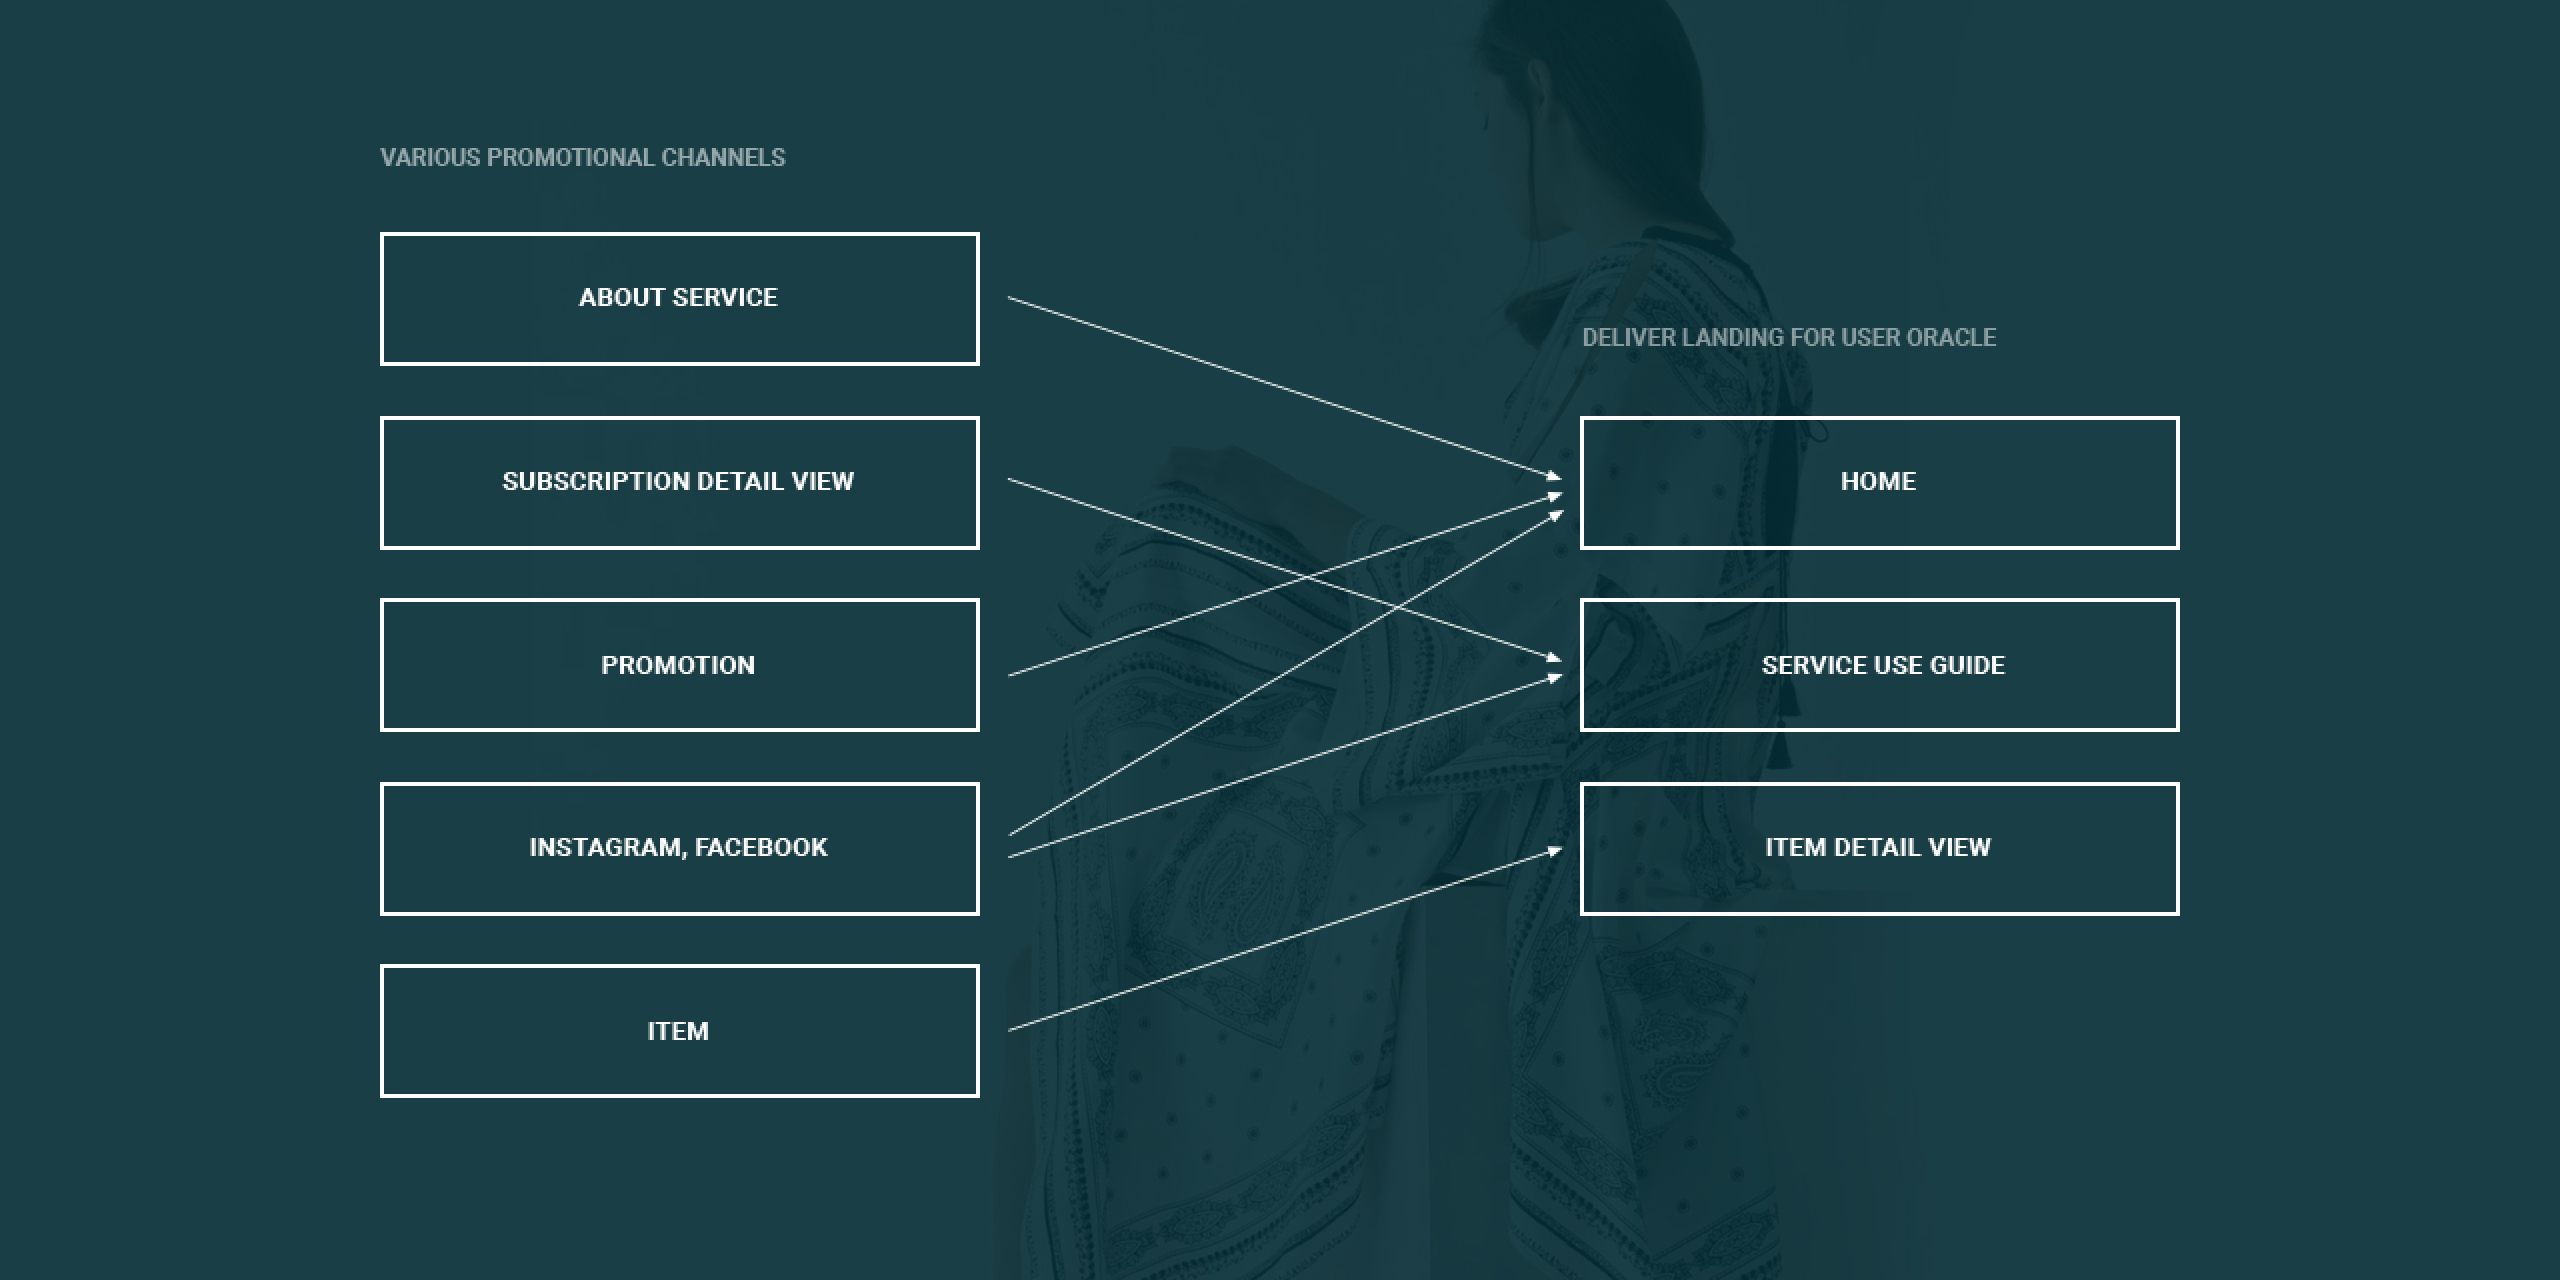 VARIOUS PROMOTIONAL CHANNELS
ABOUT SERVICE
SUBSCRIPTION DETAIL VIEW
PROMOTION
INSTAGRAM, FACEBOOK
ITEM
DELIVER LANDING FOR USER ORACLE
HOME
SERVICE USE GUIDE
ITEM DETAIL VIEW